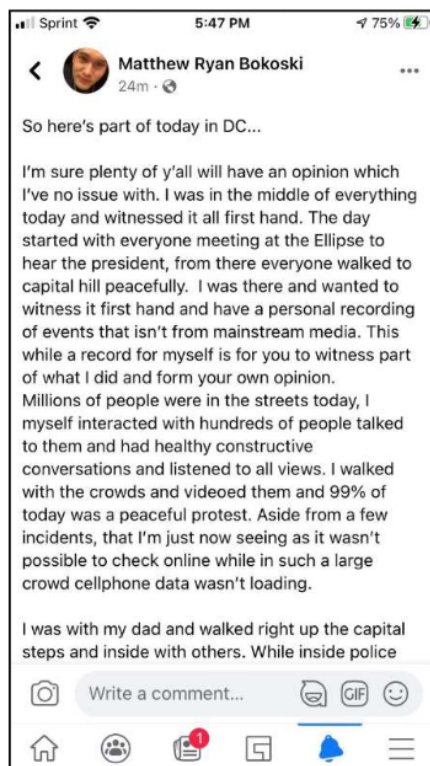 Sprint 5:47 PM 75%
Matthew Ryan Bokoski
24m ·
So here's part of today in DC...
I'm sure plenty of y'all will have an opinion which
I've no issue with. I was in the middle of everything
today and witnessed it all first hand. The day
started with everyone meeting at the Ellipse to
hear the president, from there everyone walked to
capital hill peacefully. I was there and wanted to
witness it first hand and have a personal recording
of events that isn't from mainstream media. This
while a record for myself is for you to witness part
of what I did and form your own opinion.
Millions of people were in the streets today, I
myself interacted with hundreds of people talked
to them and had healthy constructive
conversations and listened to all views. I walked
with the crowds and videoed them and 99% of
today was a peaceful protest. Aside from a few
incidents, that I'm just now seeing as it wasn't
possible to check online while in such a large
crowd cellphone data wasn't loading.
I was with my dad and walked right up the capital
steps and inside with others. While inside police
Write a comment... GIF
1